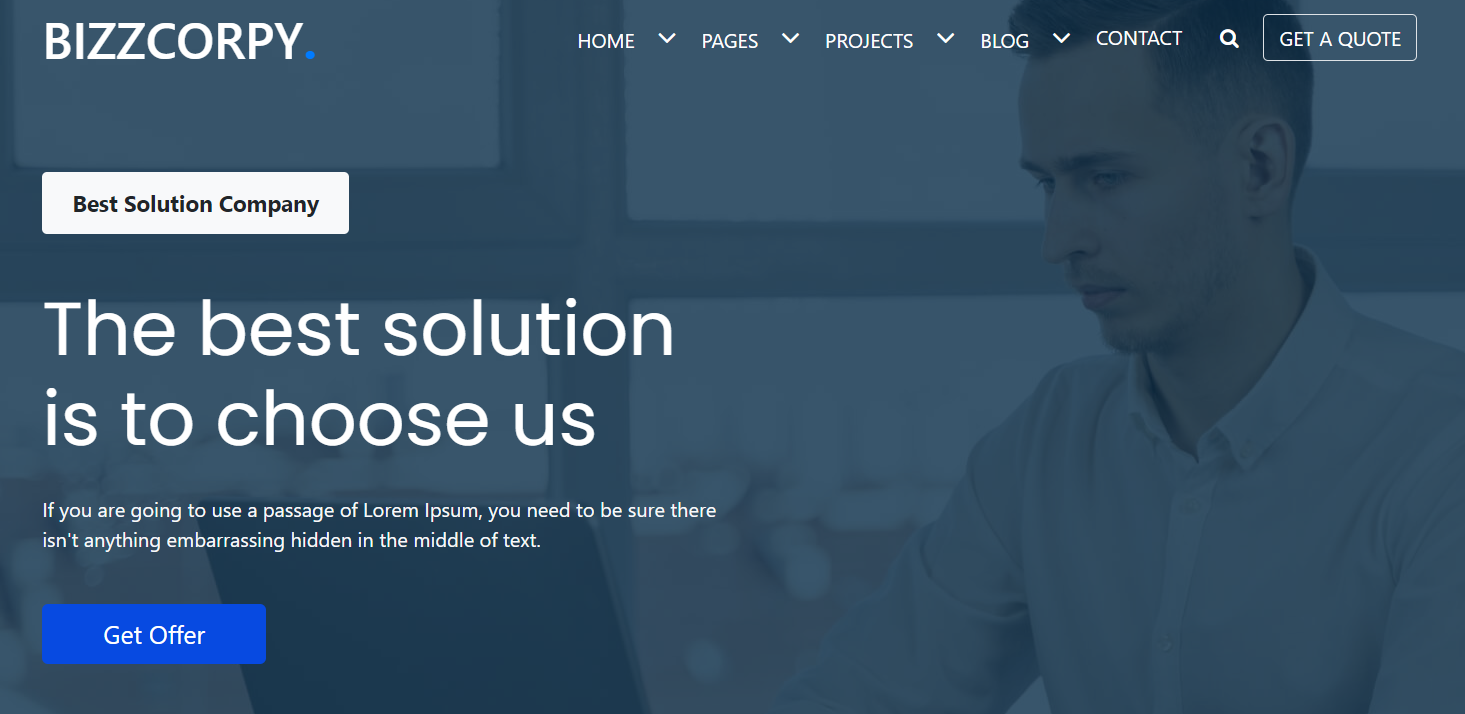 BIZZCORPY.
HOME PAGES PROJECTS BLOG CONTACT GET A QUOTE
Best Solution Company
The best solution
is to choose us
If you are going to use a passage of Lorem Ipsum, you need to be sure there
isn't anything embarrassing hidden in the middle of text.
Get Offer